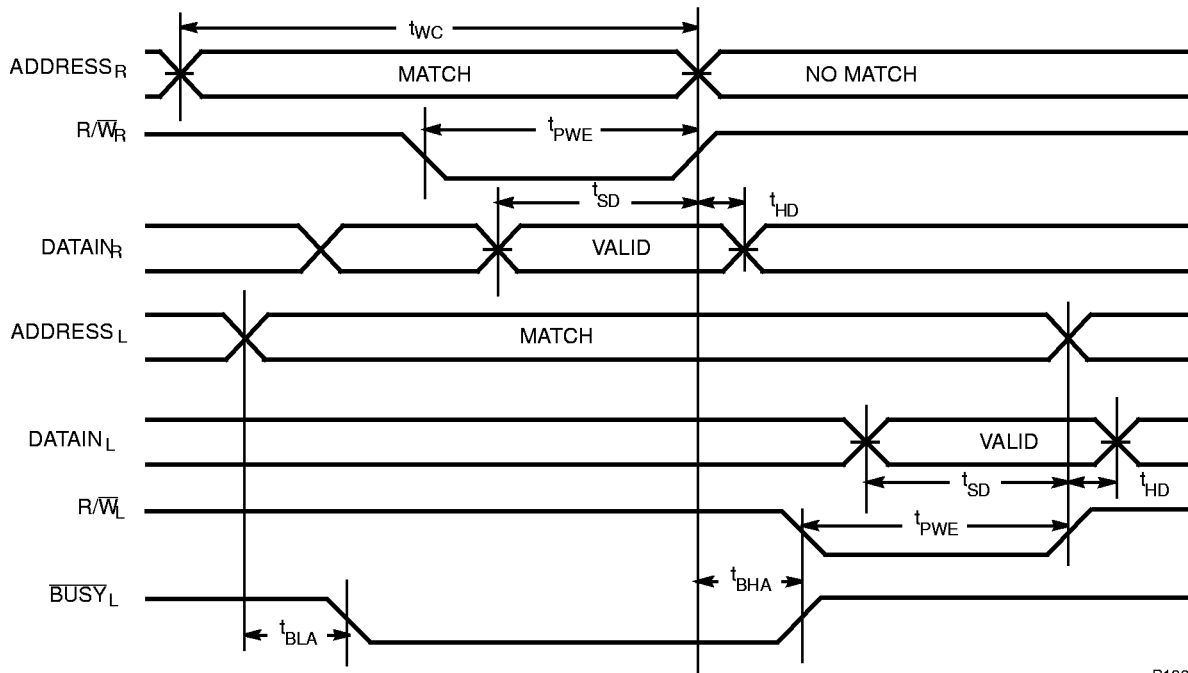 tWC
ADDRESSR MATCH NO MATCH
R/W̅R tPWE
tSD tHD
DATAINR VALID
ADDRESSL MATCH
DATAINL VALID
tSD tHD
R/W̅L tPWE
tBHA
B̅U̅S̅Y̅L
tBLA